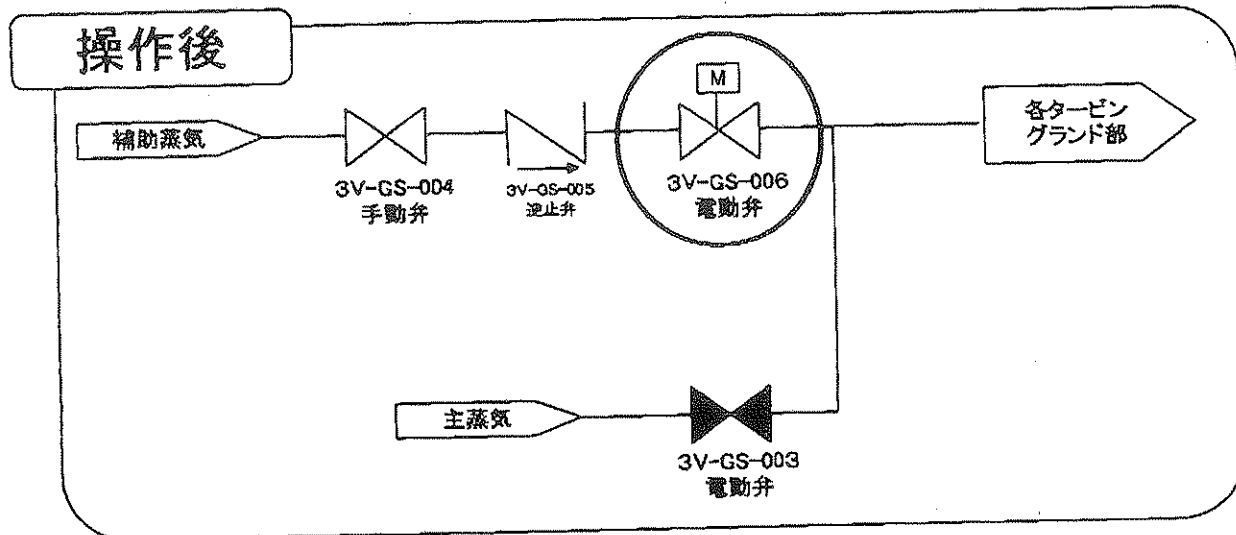 操作後
M
補助蒸気
各タービン
グランド部
3V-GS-004
手動弁
3V-GS-005
逆止弁
3V-GS-006
電動弁
主蒸気
3V-GS-003
電動弁